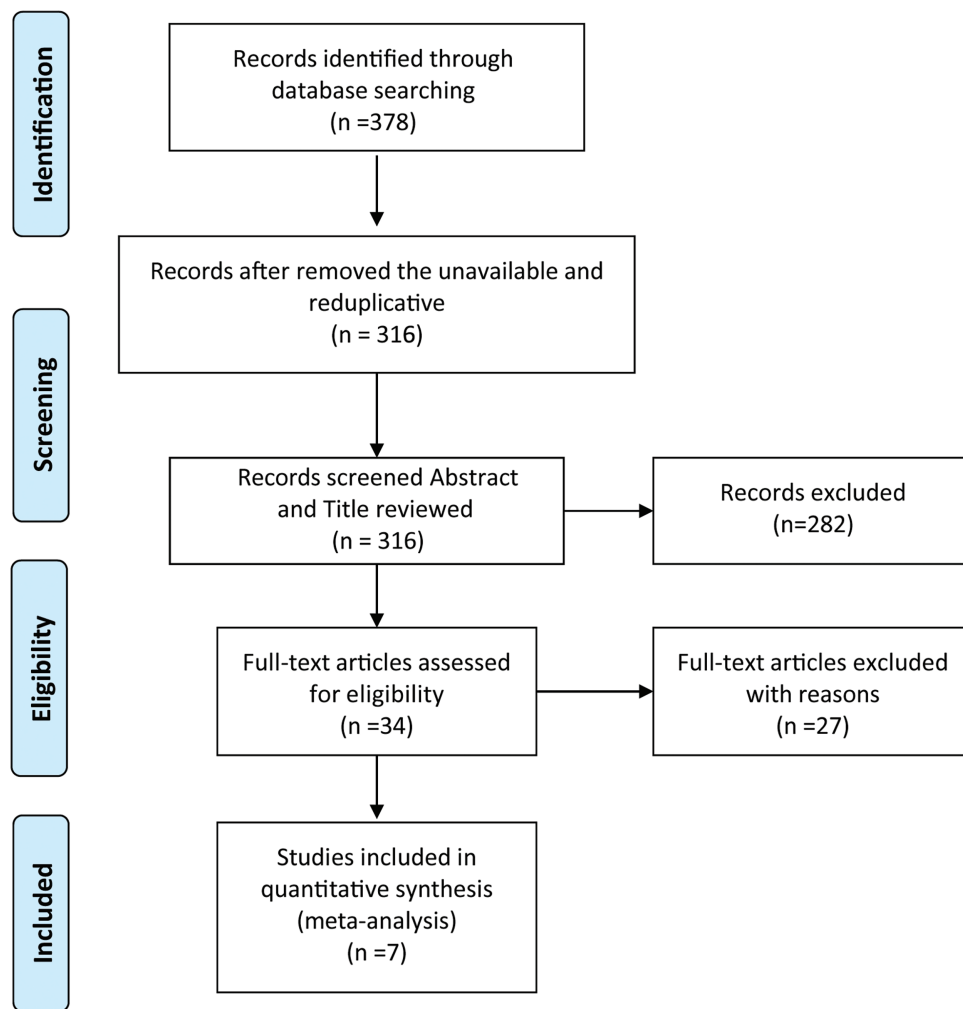 Identification
Records identified through
database searching
(n =378)
Records after removed the unavailable and
reduplicative
(n = 316)
Screening
Records screened Abstract
and Title reviewed
(n = 316)
Records excluded
(n=282)
Eligibility
Full-text articles assessed
for eligibility
(n =34)
Full-text articles excluded
with reasons
(n =27)
Included
Studies included in
quantitative synthesis
(meta-analysis)
(n =7)